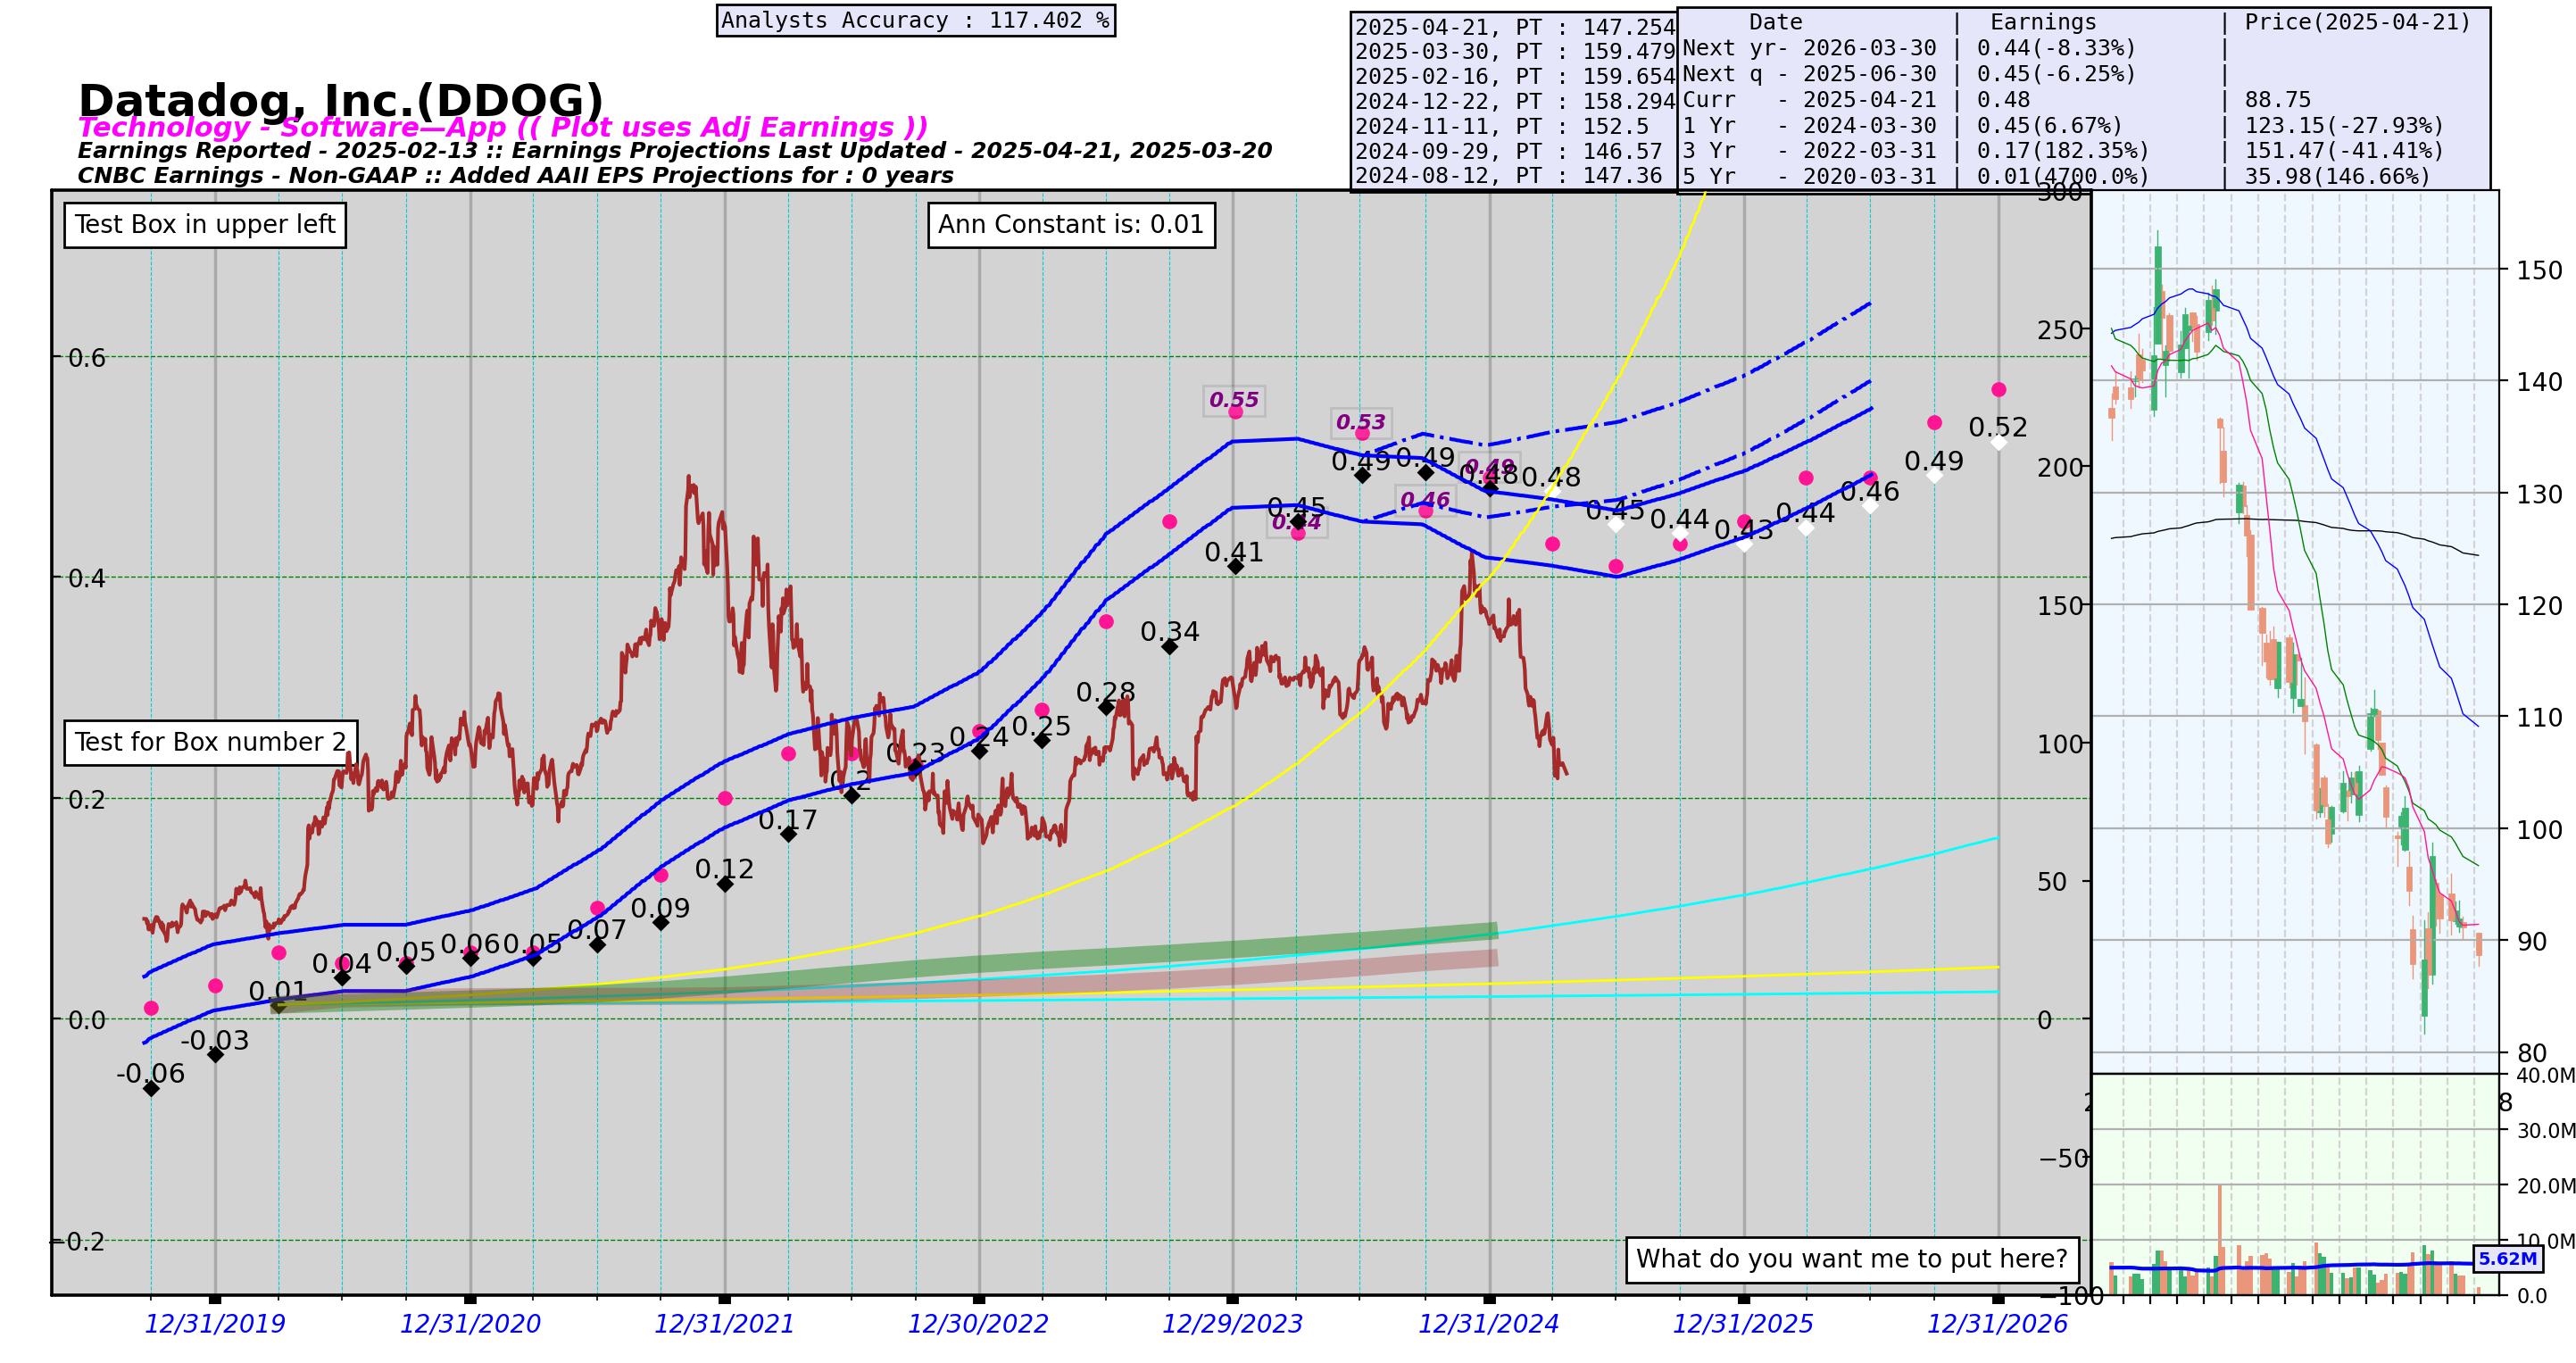 Analysts Accuracy : 117.402 %
2025-04-21, PT : 147.254
2025-03-30, PT : 159.479
2025-02-16, PT : 159.654
2024-12-22, PT : 158.294
2024-11-11, PT : 152.5
2024-09-29, PT : 146.57
2024-08-12, PT : 147.36
Date | Earnings | Price(2025-04-21)
Next yr- 2026-03-30 | 0.44(-8.33%) |
Next q - 2025-06-30 | 0.45(-6.25%) |
Curr - 2025-04-21 | 0.48 | 88.75
1 Yr - 2024-03-30 | 0.45(6.67%) | 123.15(-27.93%)
3 Yr - 2022-03-31 | 0.17(182.35%) | 151.47(-41.41%)
5 Yr - 2020-03-31 | 0.01(4700.0%) | 35.98(146.66%)
Datadog, Inc.(DDOG)
Technology - Software—App (( Plot uses Adj Earnings ))
Earnings Reported - 2025-02-13 :: Earnings Projections Last Updated - 2025-04-21, 2025-03-20
CNBC Earnings - Non-GAAP :: Added AAII EPS Projections for : 0 years
Test Box in upper left
Ann Constant is: 0.01
Test for Box number 2
What do you want me to put here?
0.6
0.4
0.2
0.0
−0.2
-0.06
-0.03
0.01
0.04
0.05
0.06
0.05
0.07
0.09
0.12
0.17
0.2
0.23
0.24
0.25
0.28
0.34
0.41
0.45
0.49
0.49
0.48
0.48
0.45
0.44
0.43
0.44
0.46
0.49
0.52
0.55
0.44
0.53
0.46
0.49
300
250
200
150
100
50
0
−50
−100
150
140
130
120
110
100
90
80
40.0M
30.0M
20.0M
10.0M
0.0
5.62M
12/31/2019
12/31/2020
12/31/2021
12/30/2022
12/29/2023
12/31/2024
12/31/2025
12/31/2026